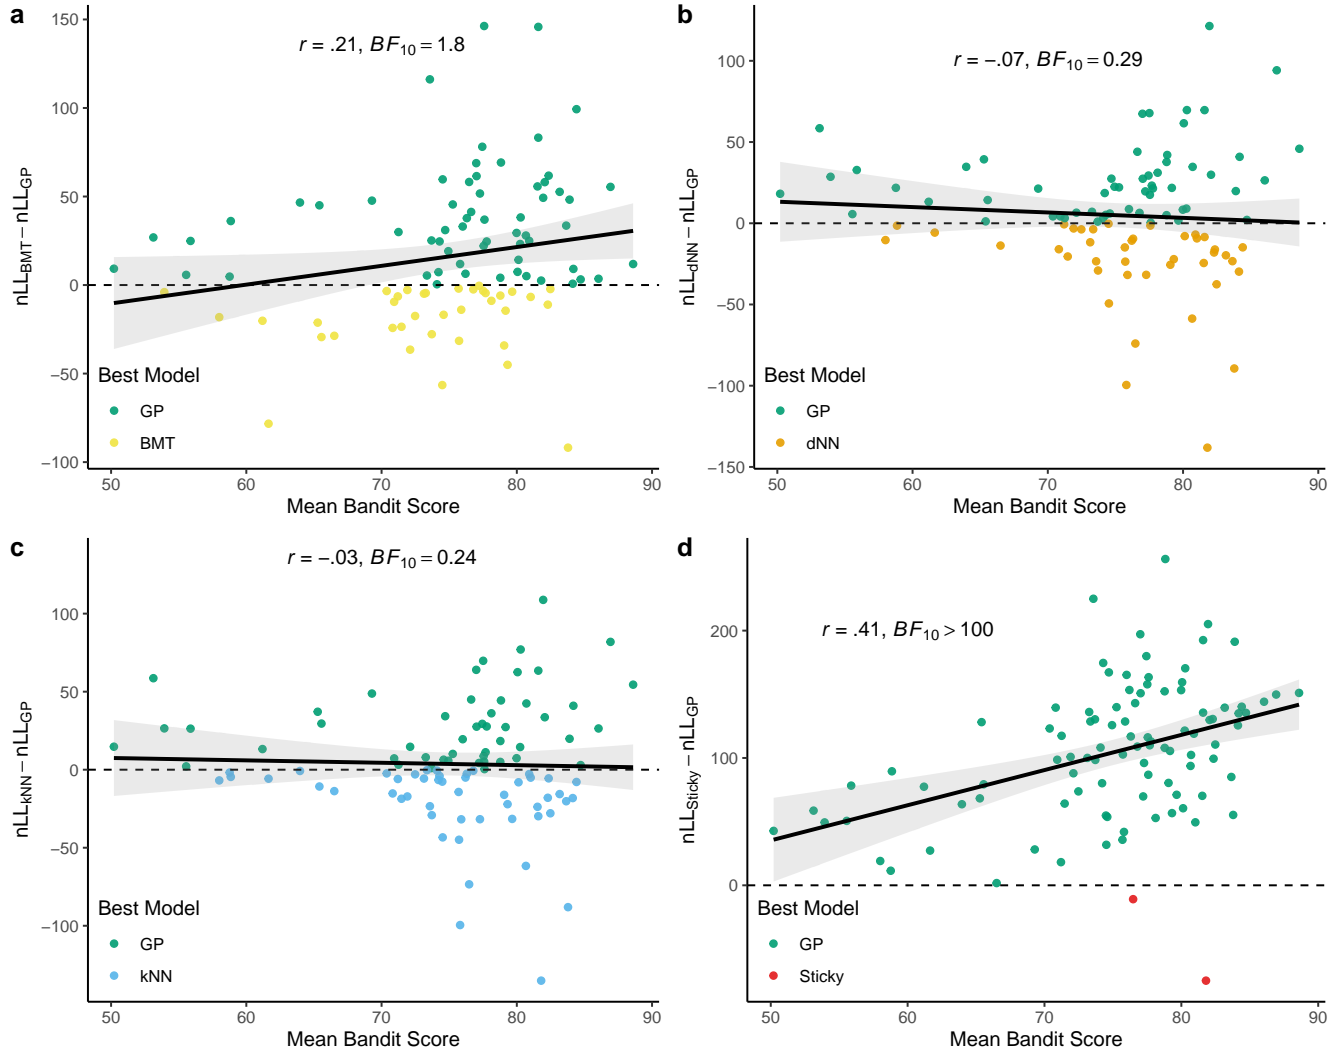 a
r = .21, BF10 = 1.8
150
100
50
0
−50
−100
nLLBMT − nLLGP
Best Model
GP
BMT
50 60 70 80 90
Mean Bandit Score
b
r = −.07, BF10 = 0.29
100
50
0
−50
−100
−150
nLLdNN − nLLGP
Best Model
GP
dNN
50 60 70 80 90
Mean Bandit Score
c
r = −.03, BF10 = 0.24
100
50
0
−50
−100
nLLkNN − nLLGP
Best Model
GP
kNN
50 60 70 80 90
Mean Bandit Score
d
r = .41, BF10 > 100
200
100
0
nLLSticky − nLLGP
Best Model
GP
Sticky
50 60 70 80 90
Mean Bandit Score